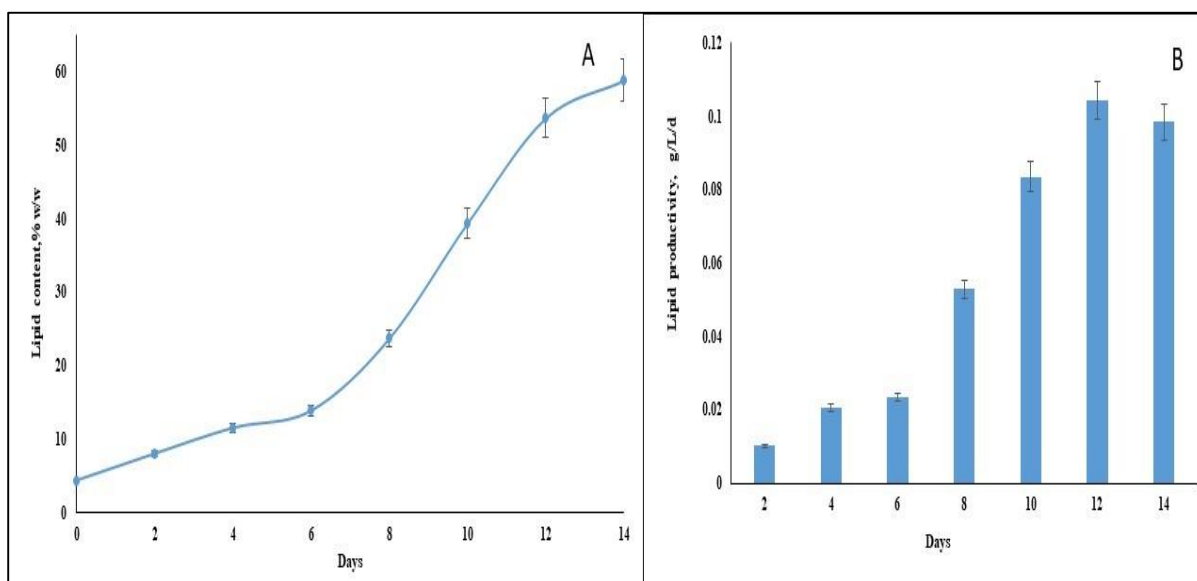 A
Lipid content,% w/w
60
50
40
30
20
10
0
0 2 4 6 8 10 12 14
Days
B
Lipid productivity, g/L/d
0.12
0.1
0.08
0.06
0.04
0.02
0
2 4 6 8 10 12 14
Days